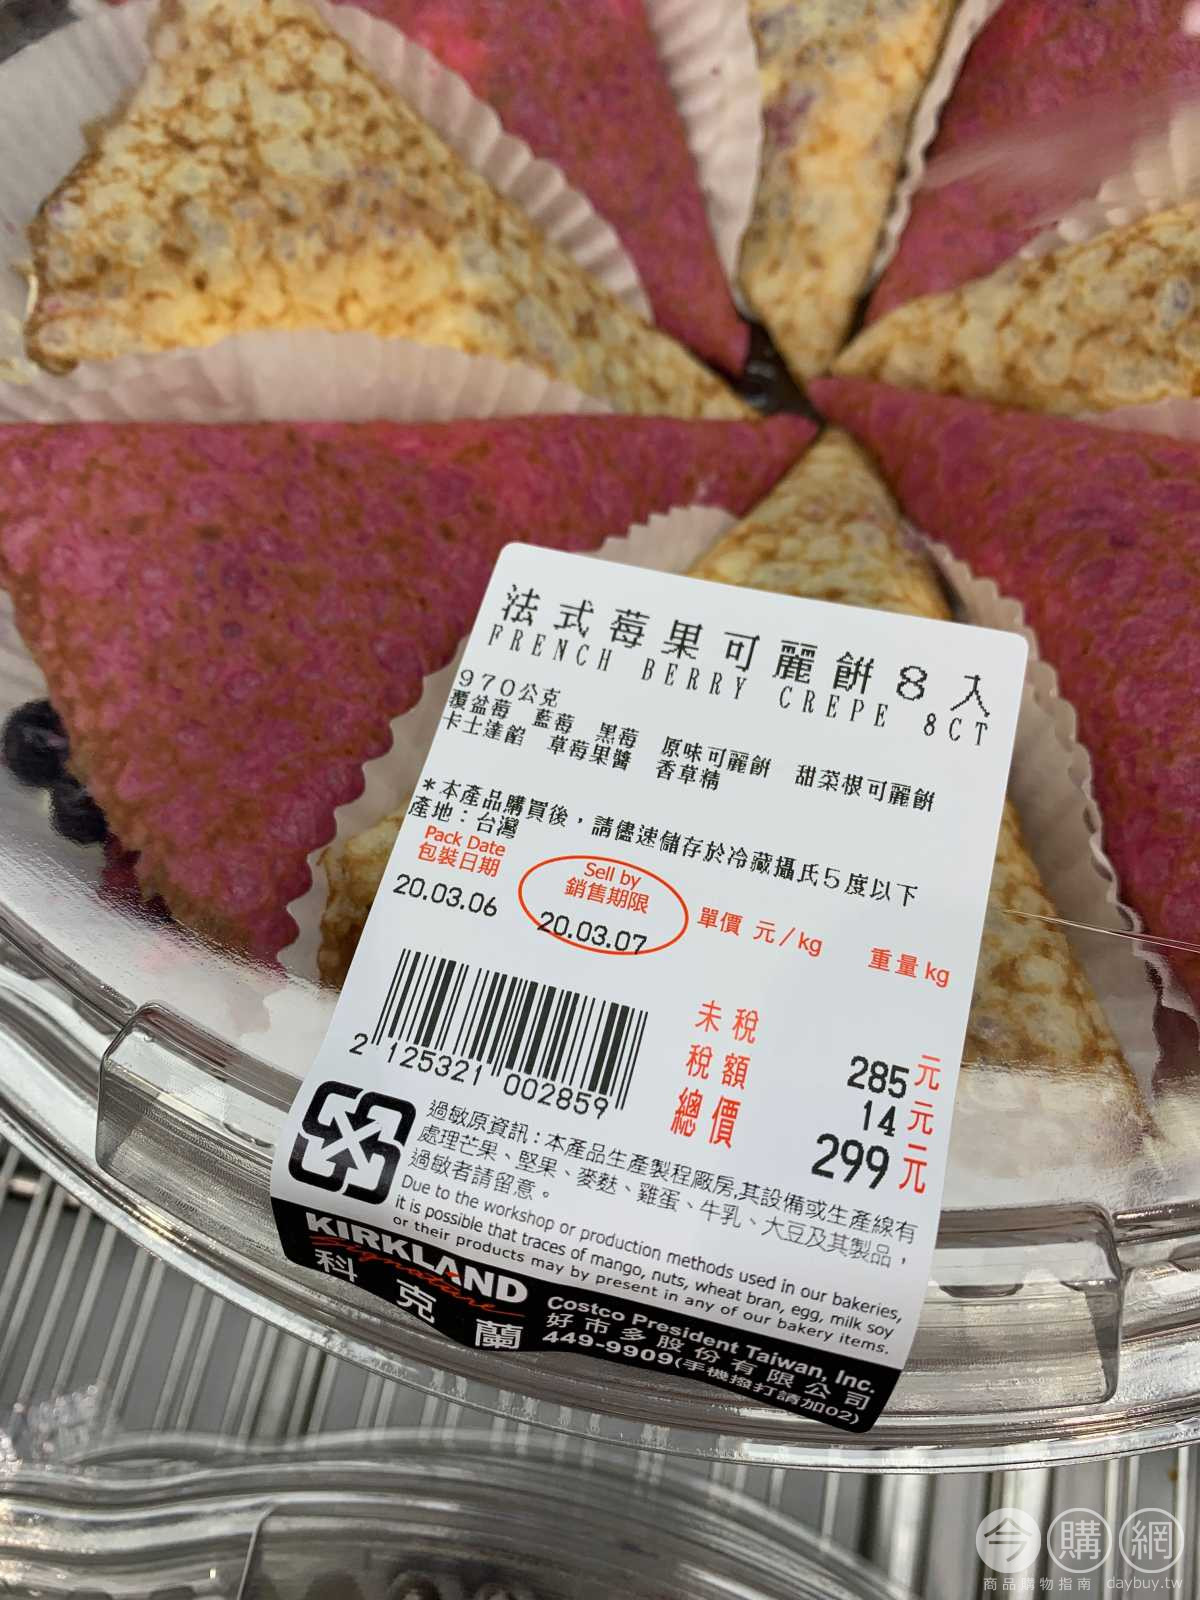 法式莓果可麗餅8入
FRENCH BERRY CREPE 8CT
970公克
覆盆莓 藍莓 黑莓 原味可麗餅 甜菜根可麗餅
卡士達餡 草莓果醬 香草精
*本產品購買後,請儘速儲存於冷藏攝氏5度以下
產地:台灣
Pack Date
包裝日期
20.03.06
Sell by
銷售期限
20.03.07
單價 元/kg
重量 kg
未稅 285元
稅額 14元
總價 299元
2 125321 002859
過敏原資訊:本產品生產製程廠房,其設備或生產線有
處理芒果、堅果、麥麩、雞蛋、牛乳、大豆及其製品,
過敏者請留意。
Due to the workshop or production methods used in our bakeries,
it is possible that traces of mango, nuts, wheat bran, egg, milk soy
or their products may by present in any of our bakery items.
KIRKLAND
Signature
科克蘭
Costco President Taiwan, Inc.
好市多股份有限公司
449-9909(手機撥打請加02)
今購網
商品購物指南 daybuy.tw